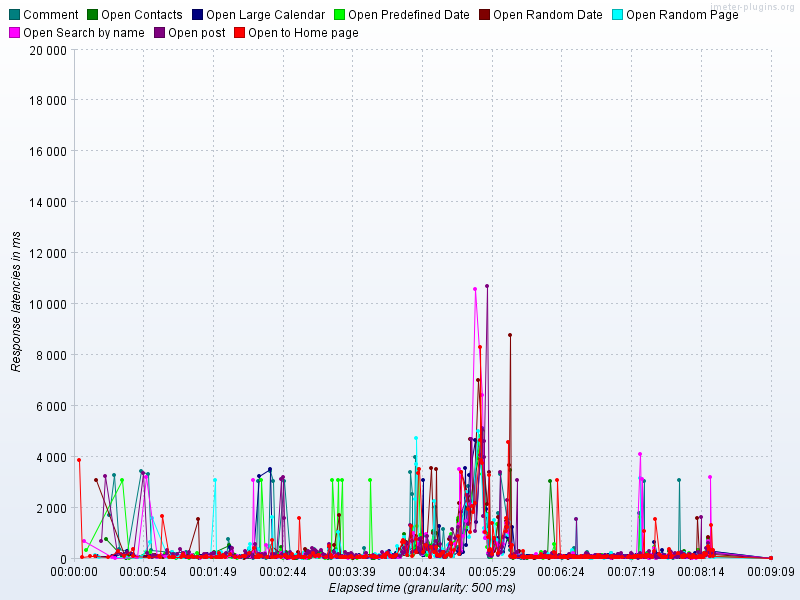 jmeter-plugins.org
Comment Open Contacts Open Large Calendar Open Predefined Date Open Random Date Open Random Page
Open Search by name Open post Open to Home page
20 000
18 000
16 000
14 000
12 000
10 000
8 000
6 000
4 000
2 000
0
Response latencies in ms
00:00:00 00:00:54 00:01:49 00:02:44 00:03:39 00:04:34 00:05:29 00:06:24 00:07:19 00:08:14 00:09:09
Elapsed time (granularity: 500 ms)